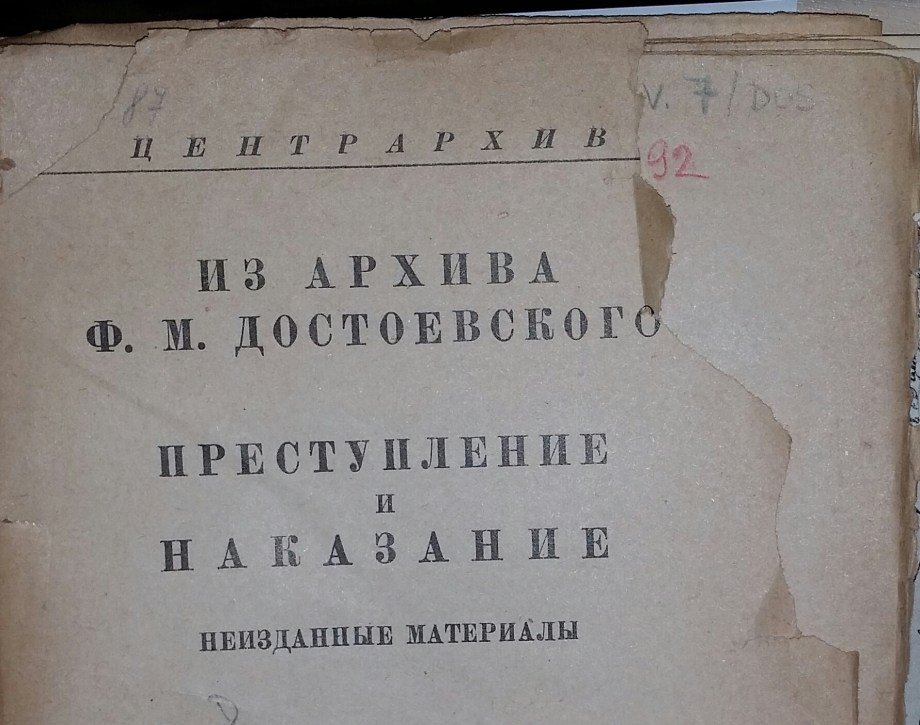 87
V. 7/Dos
ЦЕНТРАРХИВ
92
ИЗ АРХИВА
Ф. М. ДОСТОЕВСКОГО
ПРЕСТУПЛЕНИЕ
И
НАКАЗАНИЕ
НЕИЗДАННЫЕ МАТЕРИАЛЫ